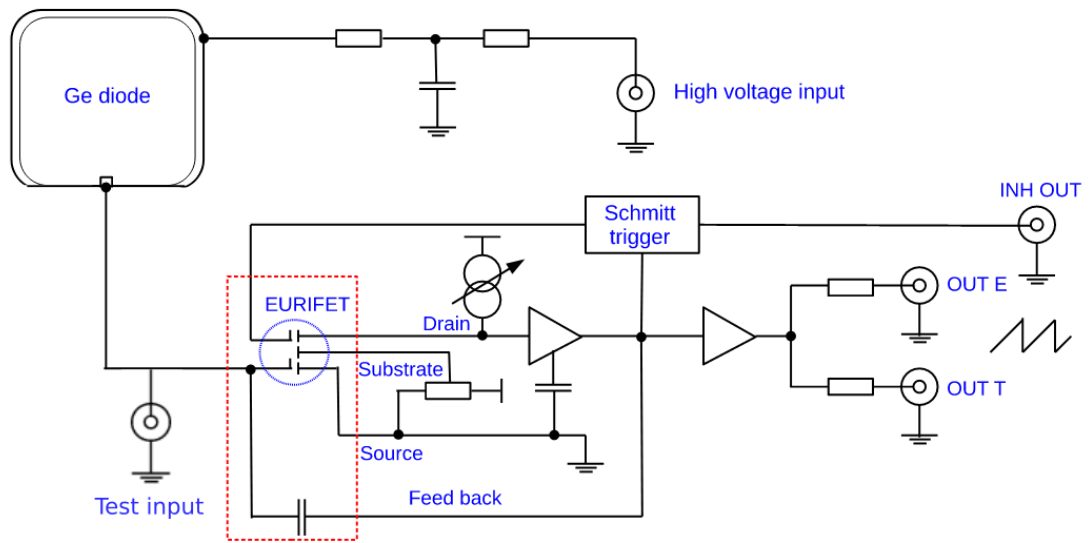 Ge diode
High voltage input
INH OUT
Schmitt
trigger
EURIFET
OUT E
Drain
Substrate
OUT T
Source
Test input
Feed back